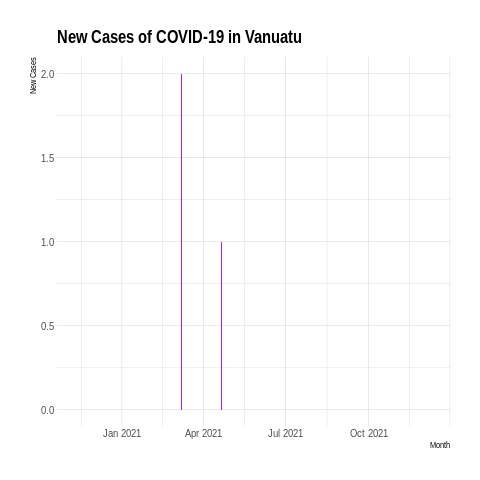 New Cases of COVID-19 in Vanuatu
New Cases
2.0
1.5
1.0
0.5
0.0
Jan 2021 Apr 2021 Jul 2021 Oct 2021
Month